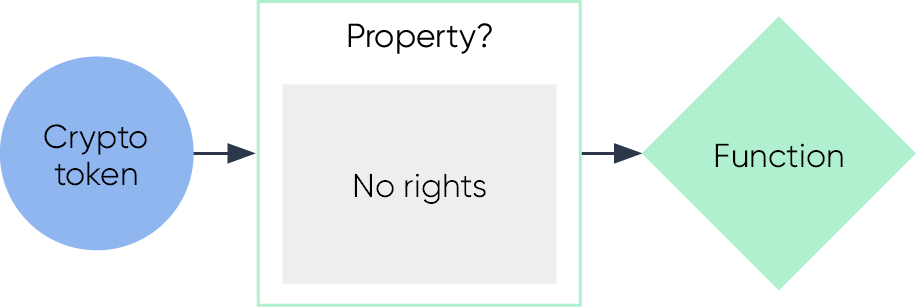 Crypto
token
Property?
No rights
Function